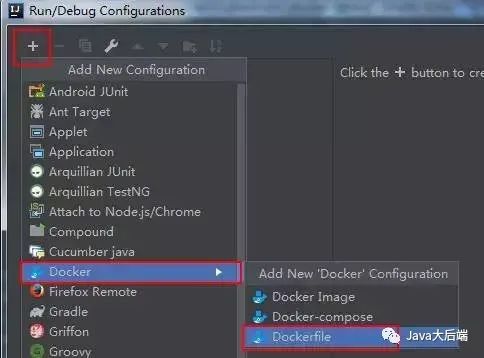 IJ Run/Debug Configurations
Add New Configuration
Click the + button to cre
Android JUnit
Ant Target
Applet
Application
Arquillian JUnit
Arquillian TestNG
Attach to Node.js/Chrome
Compound
Cucumber java
Docker
Firefox Remote
Gradle
Griffon
Groovy
Add New 'Docker' Configuration
Docker Image
Docker-compose
Dockerfile
Java大后端